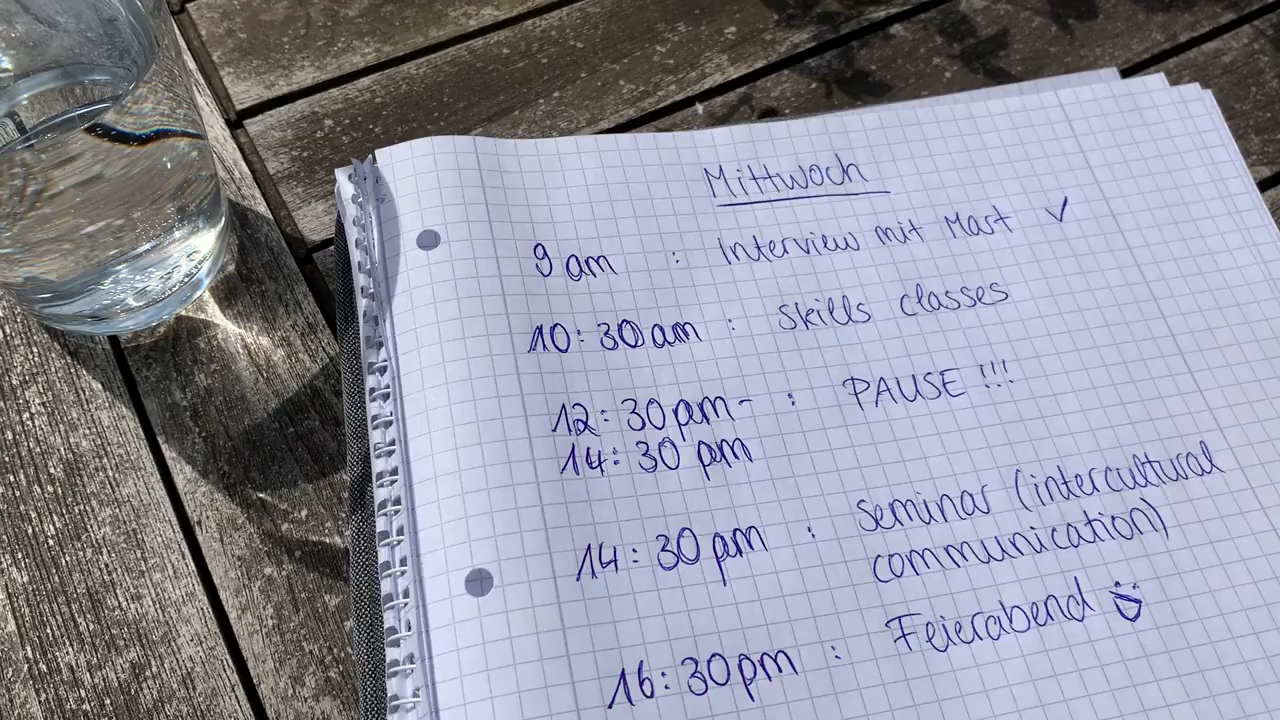 Mittwoch
9 am : Interview mit Mart ✓
10:30 am : skills classes
12:30 pm- : PAUSE !!!
14:30 pm
14:30 pm : seminar (intercultural
communication)
16:30 pm : Feierabend